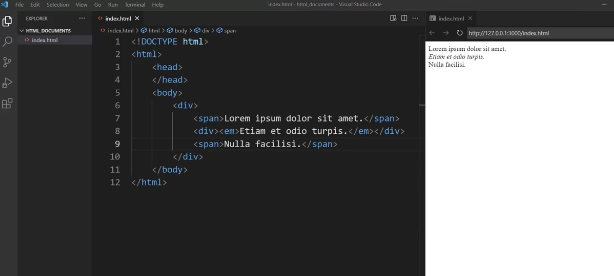 File Edit Selection View Go Run Terminal Help
index.html - html_documents - Visual Studio Code
EXPLORER
HTML_DOCUMENTS
index.html
index.html
index.html > html > body > div > span
1 <!DOCTYPE html>
2 <html>
3 <head>
4 </head>
5 <body>
6 <div>
7 <span>Lorem ipsum dolor sit amet.</span>
8 <div><em>Etiam et odio turpis.</em></div>
9 <span>Nulla facilisi.</span>
10 </div>
11 </body>
12 </html>
index.html
http://127.0.0.1:3000/index.html
Lorem ipsum dolor sit amet.
Etiam et odio turpis.
Nulla facilisi.